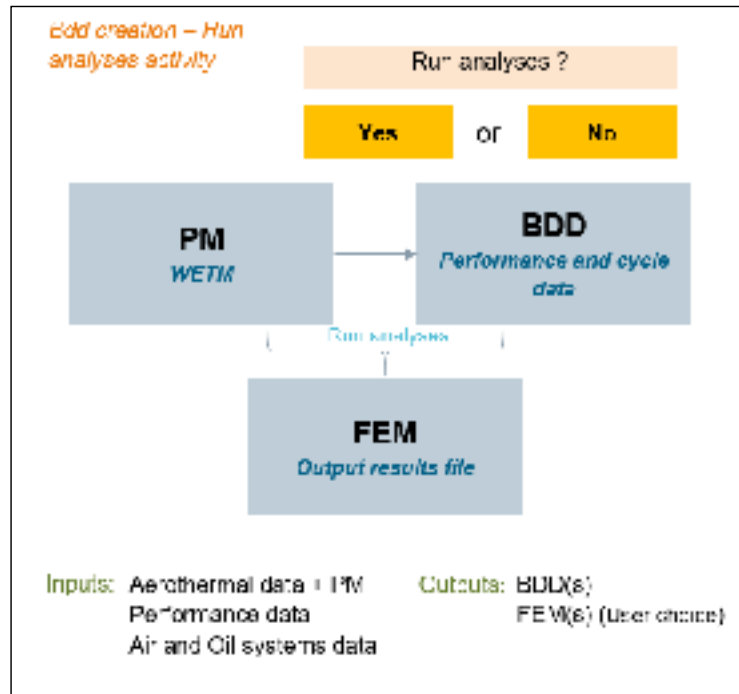 Bdd creation – Run
analyses activity
Run analyses ?
Yes or No
PM
WETM
BDD
Performance and cycle
data
Run analyses
FEM
Output results file
Inputs: Aerothermal data + PM
Performance data
Air and Oil systems data
Outputs: BDD(s)
FEM(s) (User choice)